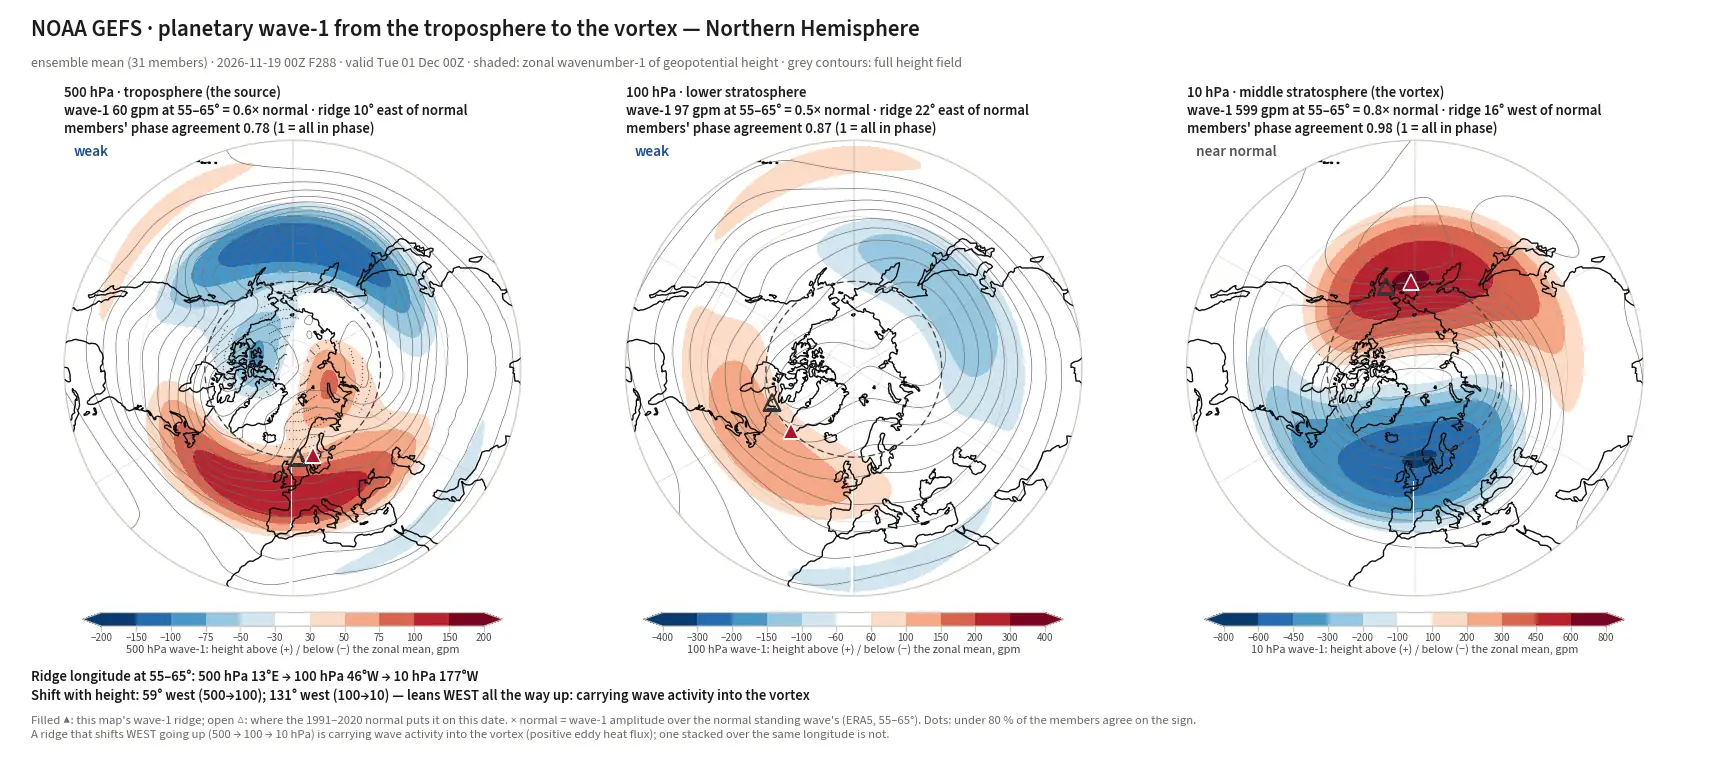 NOAA GEFS · planetary wave-1 from the troposphere to the vortex — Northern Hemisphere
ensemble mean (31 members) · 2026-11-19 00Z F288 · valid Tue 01 Dec 00Z · shaded: zonal wavenumber-1 of geopotential height · grey contours: full height field
500 hPa · troposphere (the source)
wave-1 60 gpm at 55–65° = 0.6× normal · ridge 10° east of normal
members' phase agreement 0.78 (1 = all in phase)
weak
100 hPa · lower stratosphere
wave-1 97 gpm at 55–65° = 0.5× normal · ridge 22° east of normal
members' phase agreement 0.87 (1 = all in phase)
weak
10 hPa · middle stratosphere (the vortex)
wave-1 599 gpm at 55–65° = 0.8× normal · ridge 16° west of normal
members' phase agreement 0.98 (1 = all in phase)
near normal
−200 −150 −100 −75 −50 −30 30 50 75 100 150 200
500 hPa wave-1: height above (+) / below (−) the zonal mean, gpm
−400 −300 −200 −150 −100 −60 60 100 150 200 300 400
100 hPa wave-1: height above (+) / below (−) the zonal mean, gpm
−800 −600 −450 −300 −200 −100 100 200 300 450 600 800
10 hPa wave-1: height above (+) / below (−) the zonal mean, gpm
Ridge longitude at 55–65°: 500 hPa 13°E → 100 hPa 46°W → 10 hPa 177°W
Shift with height: 59° west (500→100); 131° west (100→10) — leans WEST all the way up: carrying wave activity into the vortex
Filled ▲: this map's wave-1 ridge; open △: where the 1991–2020 normal puts it on this date. × normal = wave-1 amplitude over the normal standing wave's (ERA5, 55–65°). Dots: under 80 % of the members agree on the sign.
A ridge that shifts WEST going up (500 → 100 → 10 hPa) is carrying wave activity into the vortex (positive eddy heat flux); one stacked over the same longitude is not.